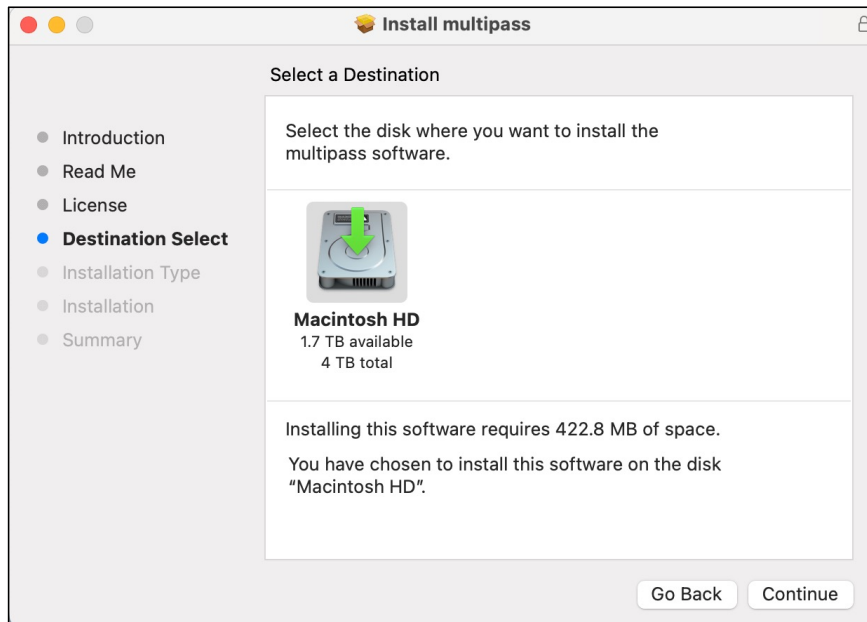 Install multipass
Select a Destination
Introduction
Read Me
License
Destination Select
Installation Type
Installation
Summary
Select the disk where you want to install the
multipass software.
Macintosh HD
1.7 TB available
4 TB total
Installing this software requires 422.8 MB of space.
You have chosen to install this software on the disk
“Macintosh HD”.
Go Back
Continue